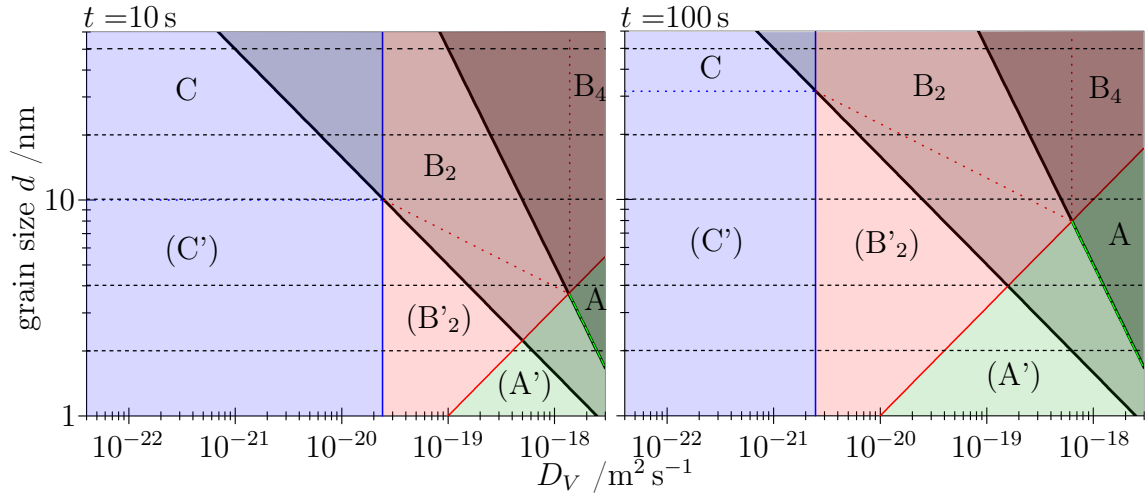 t =10 s
t =100 s
C
B₂
B₄
C
B₂
B₄
grain size d /nm
10
(C')
A
(C')
(B'₂)
A
(B'₂)
(A')
(A')
1
10⁻²²
10⁻²¹
10⁻²⁰
10⁻¹⁹
10⁻¹⁸
10⁻²²
10⁻²¹
10⁻²⁰
10⁻¹⁹
10⁻¹⁸
D_V /m² s⁻¹